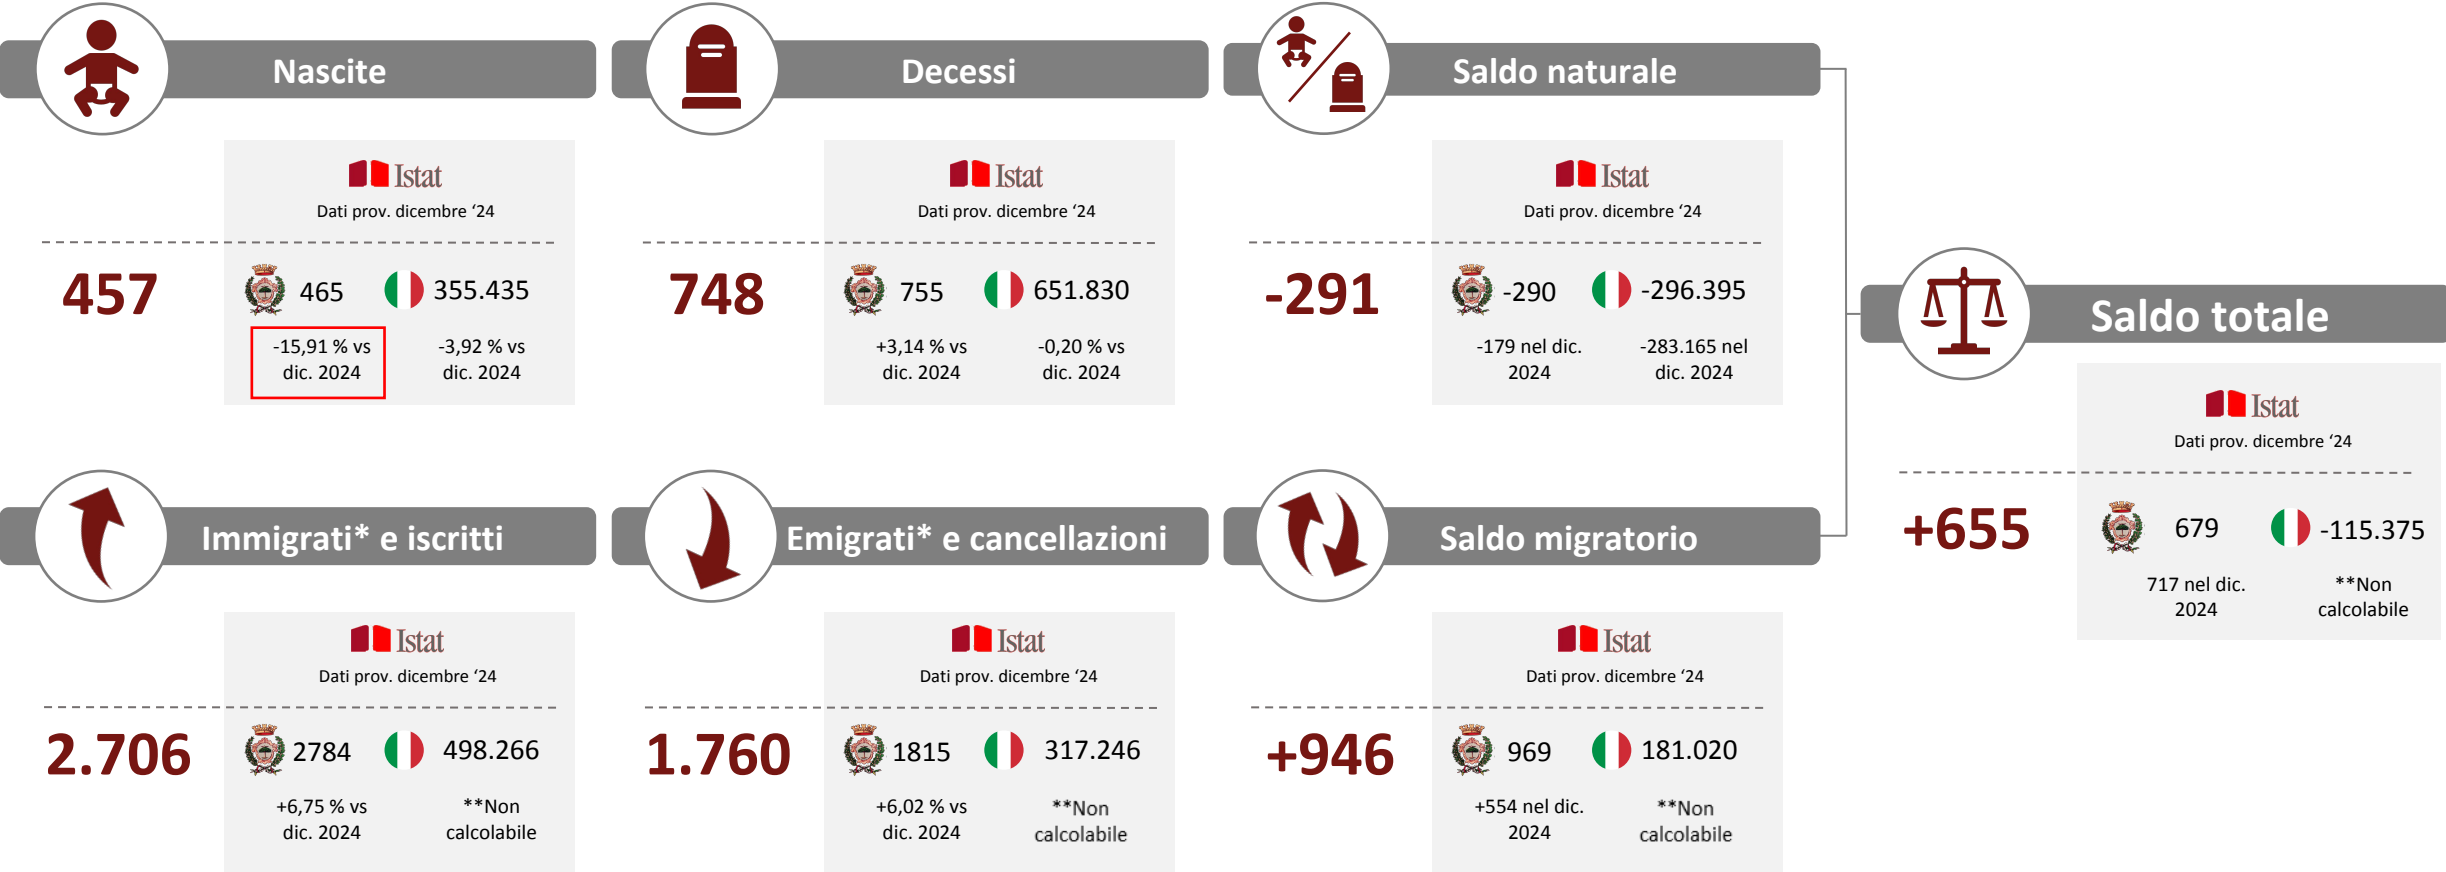 Nascite
Istat
Dati prov. dicembre ‘24
457
465
355.435
-15,91 % vs
dic. 2024
-3,92 % vs
dic. 2024
Decessi
Istat
Dati prov. dicembre ‘24
748
755
651.830
+3,14 % vs
dic. 2024
-0,20 % vs
dic. 2024
Saldo naturale
Istat
Dati prov. dicembre ‘24
-291
-290
-296.395
-179 nel dic.
2024
-283.165 nel
dic. 2024
Immigrati* e iscritti
Istat
Dati prov. dicembre ‘24
2.706
2784
498.266
+6,75 % vs
dic. 2024
**Non
calcolabile
Emigrati* e cancellazioni
Istat
Dati prov. dicembre ‘24
1.760
1815
317.246
+6,02 % vs
dic. 2024
**Non
calcolabile
Saldo migratorio
Istat
Dati prov. dicembre ‘24
+946
969
181.020
+554 nel dic.
2024
**Non
calcolabile
Saldo totale
Istat
Dati prov. dicembre ‘24
+655
679
-115.375
717 nel dic.
2024
**Non
calcolabile